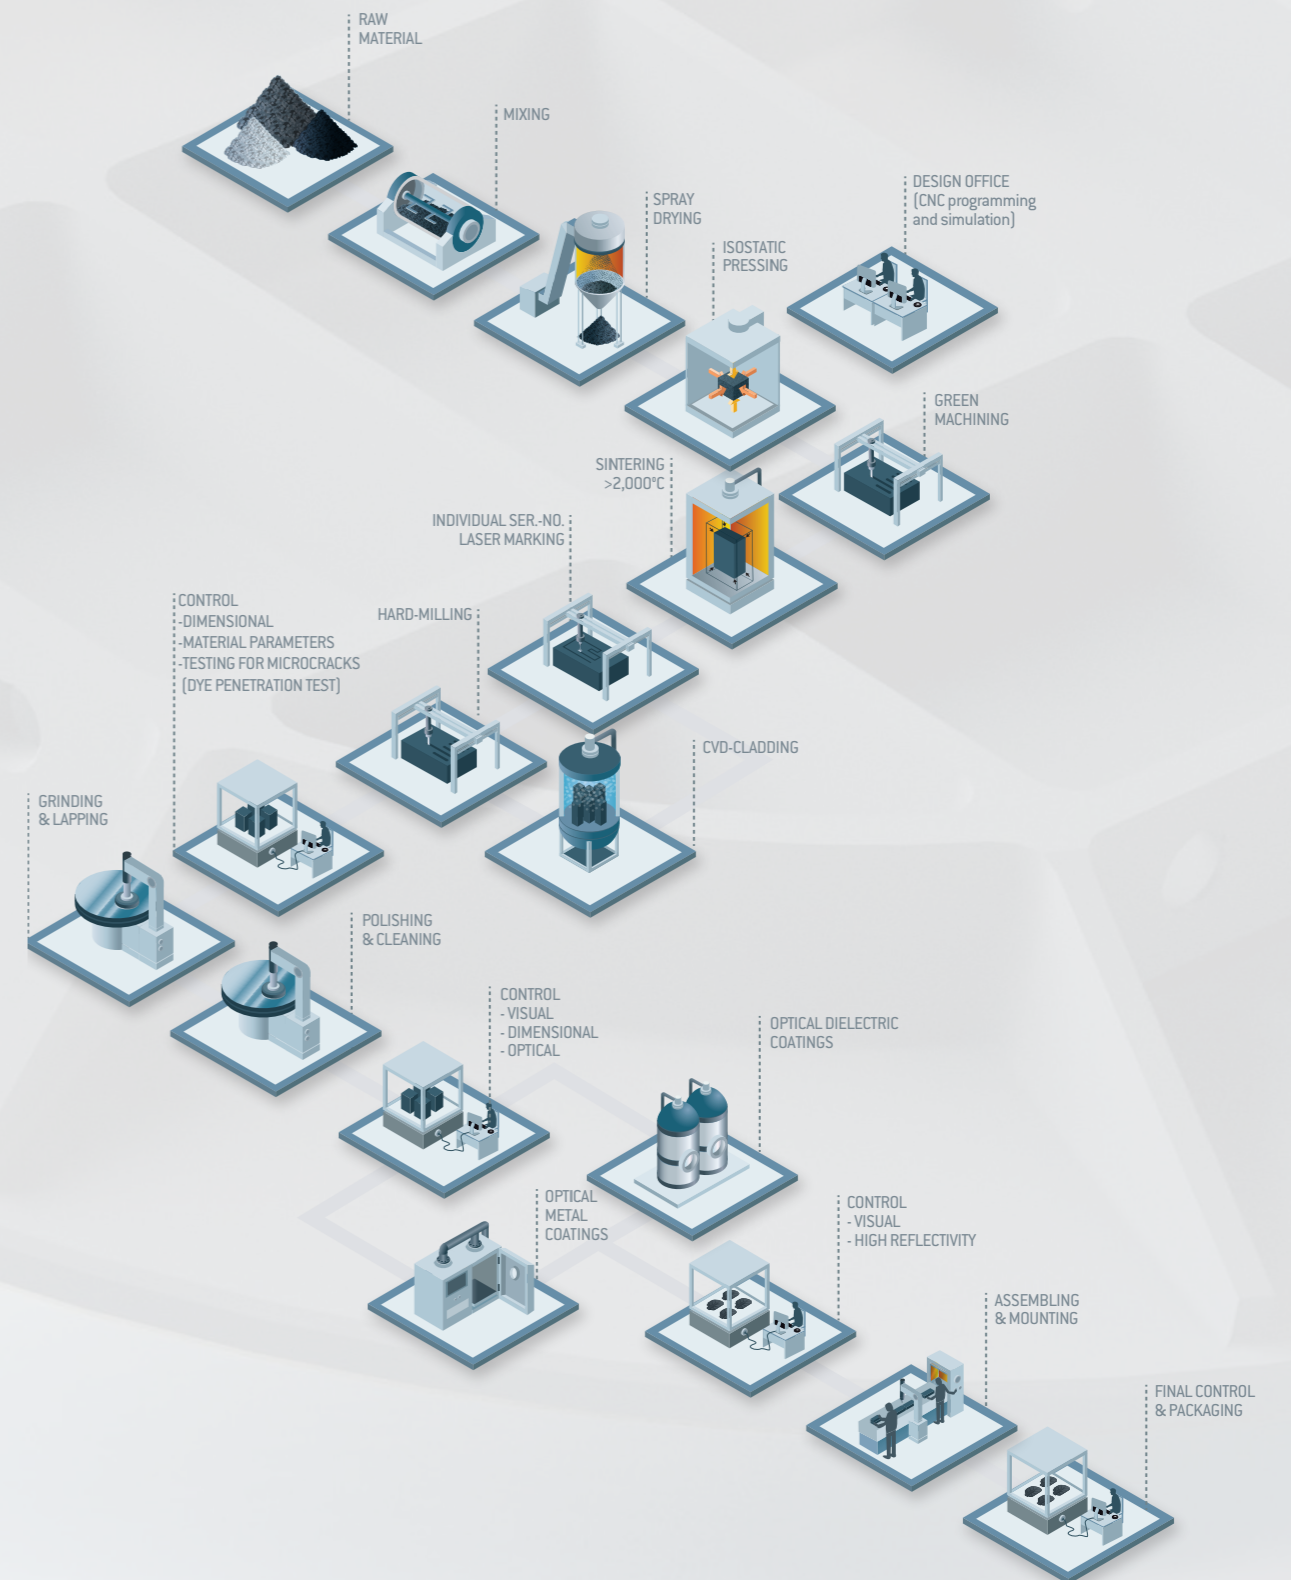 RAW
MATERIAL
MIXING
SPRAY
DRYING
ISOSTATIC
PRESSING
DESIGN OFFICE
(CNC programming
and simulation)
GREEN
MACHINING
SINTERING
>2,000°C
INDIVIDUAL SER.-NO.
LASER MARKING
HARD-MILLING
CONTROL
-DIMENSIONAL
-MATERIAL PARAMETERS
-TESTING FOR MICROCRACKS
(DYE PENETRATION TEST)
CVD-CLADDING
GRINDING
& LAPPING
POLISHING
& CLEANING
CONTROL
- VISUAL
- DIMENSIONAL
- OPTICAL
OPTICAL DIELECTRIC
COATINGS
OPTICAL
METAL
COATINGS
CONTROL
- VISUAL
- HIGH REFLECTIVITY
ASSEMBLING
& MOUNTING
FINAL CONTROL
& PACKAGING